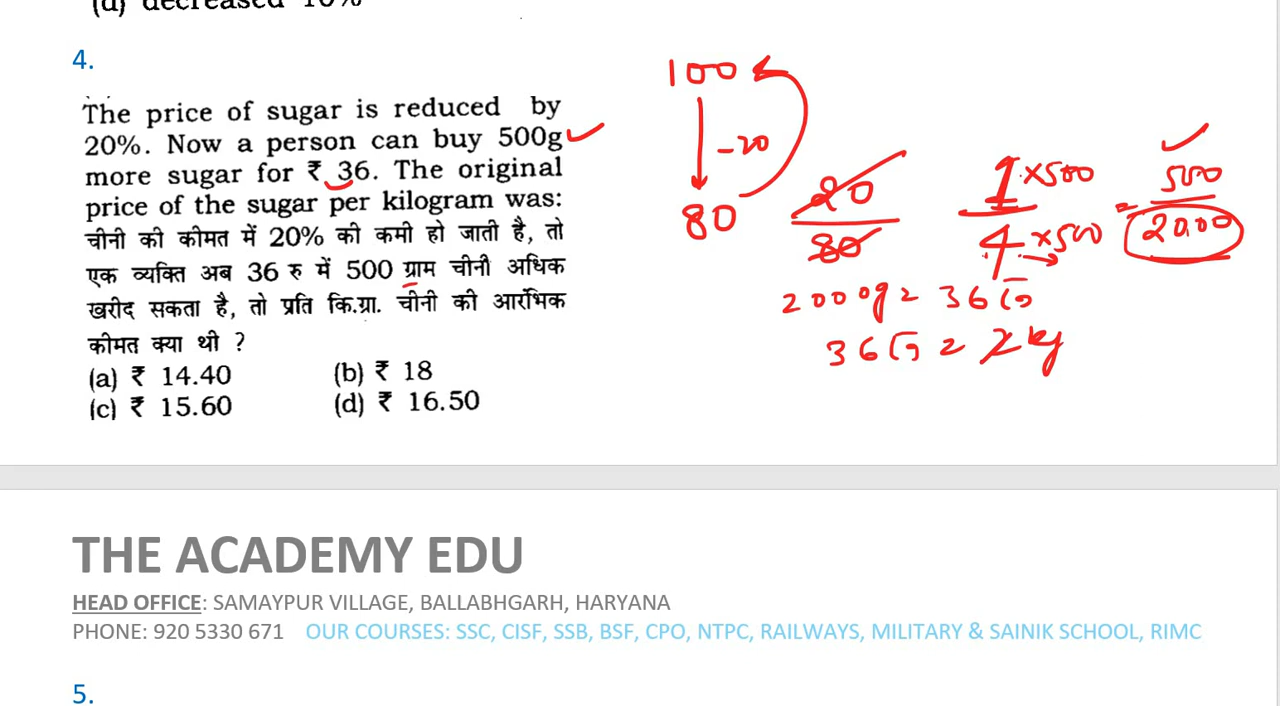 (d) decreased 10%
4.
The price of sugar is reduced by
20%. Now a person can buy 500g
more sugar for ₹ 36. The original
price of the sugar per kilogram was:
चीनी की कीमत में 20% की कमी हो जाती है, तो
एक व्यक्ति अब 36 रु में 500 ग्राम चीनी अधिक
खरीद सकता है, तो प्रति कि.ग्रा. चीनी की आरंभिक
कीमत क्या थी ?
(a) ₹ 14.40 (b) ₹ 18
(c) ₹ 15.60 (d) ₹ 16.50
100
-20
80
20
80
1 × 500
4 × 500
= 500
2000
2000g = 36
36 = 2 kg
THE ACADEMY EDU
HEAD OFFICE: SAMAYPUR VILLAGE, BALLABHGARH, HARYANA
PHONE: 920 5330 671 OUR COURSES: SSC, CISF, SSB, BSF, CPO, NTPC, RAILWAYS, MILITARY & SAINIK SCHOOL, RIMC
5.